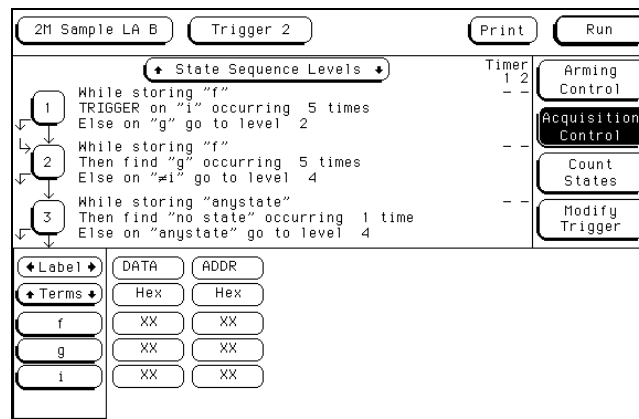 2M Sample LA B
Trigger 2
Print
Run
State Sequence Levels
Timer
1 2
Arming
Control
1
While storing "f"
TRIGGER on "i" occurring 5 times
Else on "g" go to level 2
- -
Acquisition
Control
2
While storing "f"
Then find "g" occurring 5 times
Else on "≠i" go to level 4
- -
Count
States
3
While storing "anystate"
Then find "no state" occurring 1 time
Else on "anystate" go to level 4
- -
Modify
Trigger
Label
DATA
ADDR
Terms
Hex
Hex
f
XX
XX
g
XX
XX
i
XX
XX